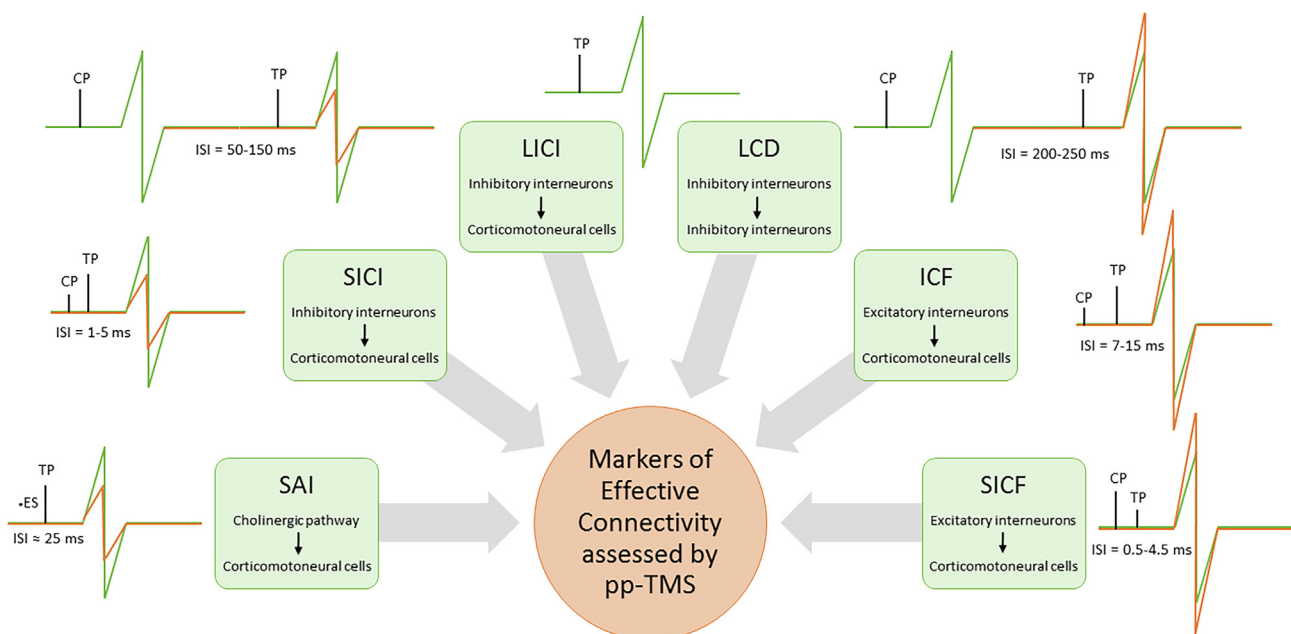 CP
TP
ISI = 50-150 ms
TP
CP
TP
ISI = 200-250 ms
LICI
Inhibitory interneurons
Corticomotoneural cells
LCD
Inhibitory interneurons
Inhibitory interneurons
CP
TP
ISI = 1-5 ms
SICI
Inhibitory interneurons
Corticomotoneural cells
ICF
Excitatory interneurons
Corticomotoneural cells
CP
TP
ISI = 7-15 ms
TP
+ES
ISI ≈ 25 ms
SAI
Cholinergic pathway
Corticomotoneural cells
Markers of
Effective
Connectivity
assessed by
pp-TMS
SICF
Excitatory interneurons
Corticomotoneural cells
CP
TP
ISI = 0.5-4.5 ms